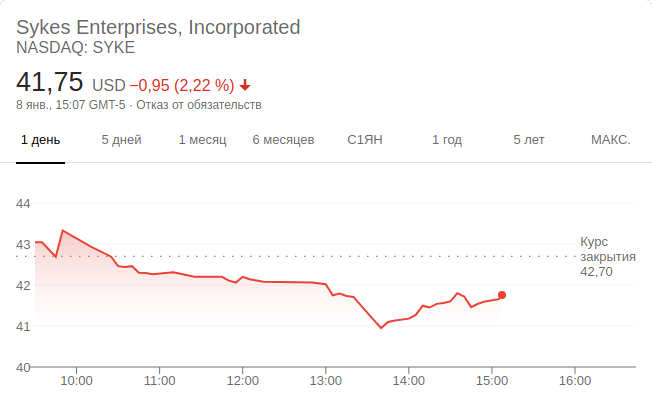 Sykes Enterprises, Incorporated
NASDAQ: SYKE
41,75 USD −0,95 (2,22 %)
8 янв., 15:07 GMT-5 · Отказ от обязательств
1 день 5 дней 1 месяц 6 месяцев С1ЯН 1 год 5 лет МАКС.
44
43
42
41
40
Курс
закрытия
42,70
10:00 11:00 12:00 13:00 14:00 15:00 16:00